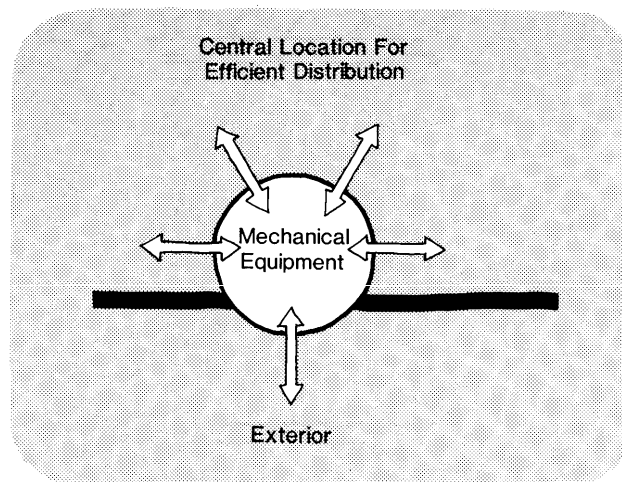 Central Location For
Efficient Distribution
Mechanical
Equipment
Exterior